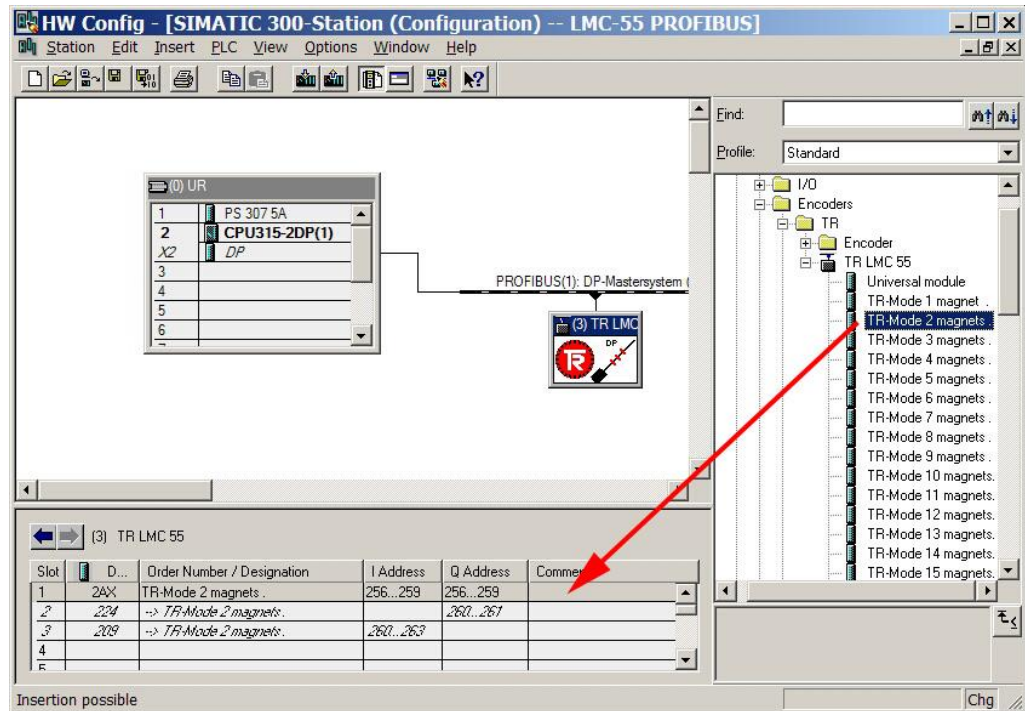 HW Config - [SIMATIC 300-Station (Configuration) -- LMC-55 PROFIBUS]
Station Edit Insert PLC View Options Window Help
(0) UR
1 PS 307 5A
2 CPU315-2DP(1)
X2 DP
3
4
5
6
PROFIBUS(1): DP-Mastersystem (
(3) TR LMC
DP
TR
Find:
Profile: Standard
I/O
Encoders
TR
Encoder
TR LMC 55
Universal module
TR-Mode 1 magnet .
TR-Mode 2 magnets .
TR-Mode 3 magnets .
TR-Mode 4 magnets .
TR-Mode 5 magnets .
TR-Mode 6 magnets .
TR-Mode 7 magnets .
TR-Mode 8 magnets .
TR-Mode 9 magnets .
TR-Mode 10 magnets.
TR-Mode 11 magnets.
TR-Mode 12 magnets.
TR-Mode 13 magnets.
TR-Mode 14 magnets.
TR-Mode 15 magnets.
(3) TR LMC 55
Slot D... Order Number / Designation I Address Q Address Commen
1 2AX TR-Mode 2 magnets . 256...259 256...259
2 224 --> TR-Mode 2 magnets . 260...261
3 209 --> TR-Mode 2 magnets . 260...263
4
Insertion possible Chg